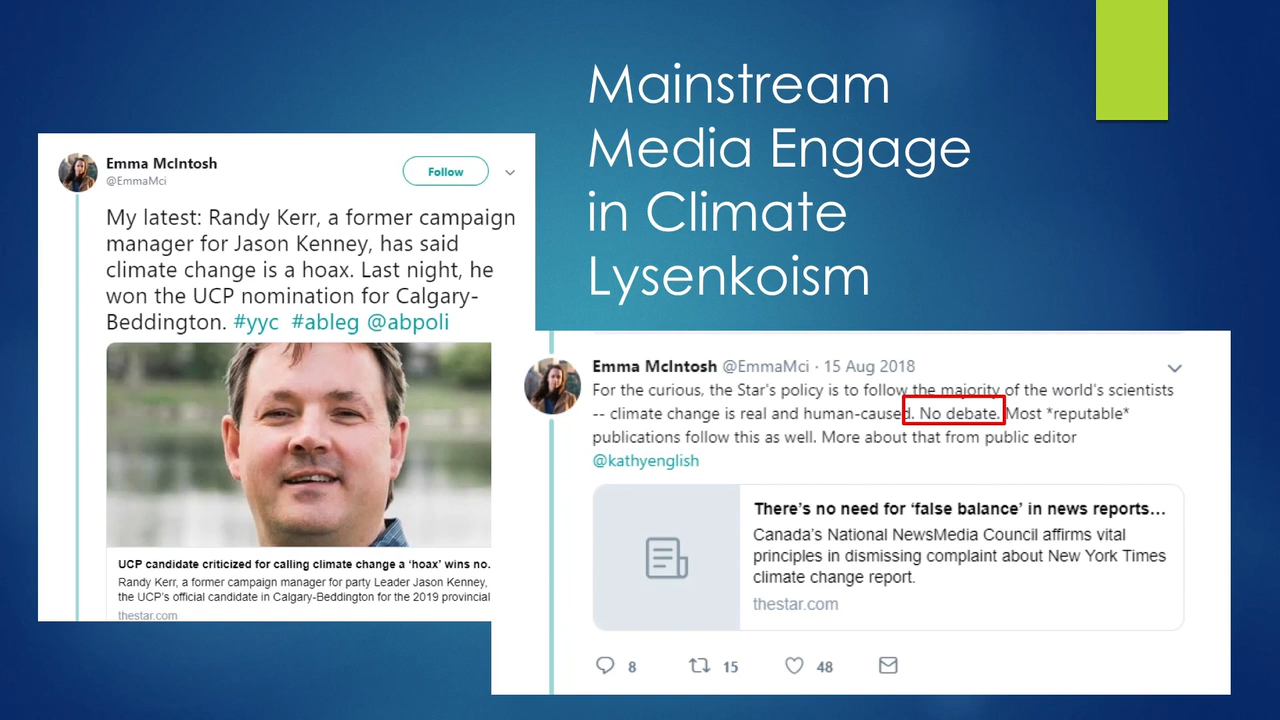 Mainstream
Media Engage
in Climate
Lysenkoism
Emma McIntosh
@EmmaMci
Follow
My latest: Randy Kerr, a former campaign
manager for Jason Kenney, has said
climate change is a hoax. Last night, he
won the UCP nomination for Calgary-
Beddington. #yyc #ableg @abpoli
UCP candidate criticized for calling climate change a ‘hoax’ wins no.
Randy Kerr, a former campaign manager for party Leader Jason Kenney,
the UCP's official candidate in Calgary-Beddington for the 2019 provincial
thestar.com
Emma McIntosh @EmmaMci · 15 Aug 2018
For the curious, the Star's policy is to follow the majority of the world's scientists
-- climate change is real and human-caused. No debate. Most *reputable*
publications follow this as well. More about that from public editor
@kathyenglish
There’s no need for ‘false balance’ in news reports…
Canada’s National NewsMedia Council affirms vital
principles in dismissing complaint about New York Times
climate change report.
thestar.com
8 15 48